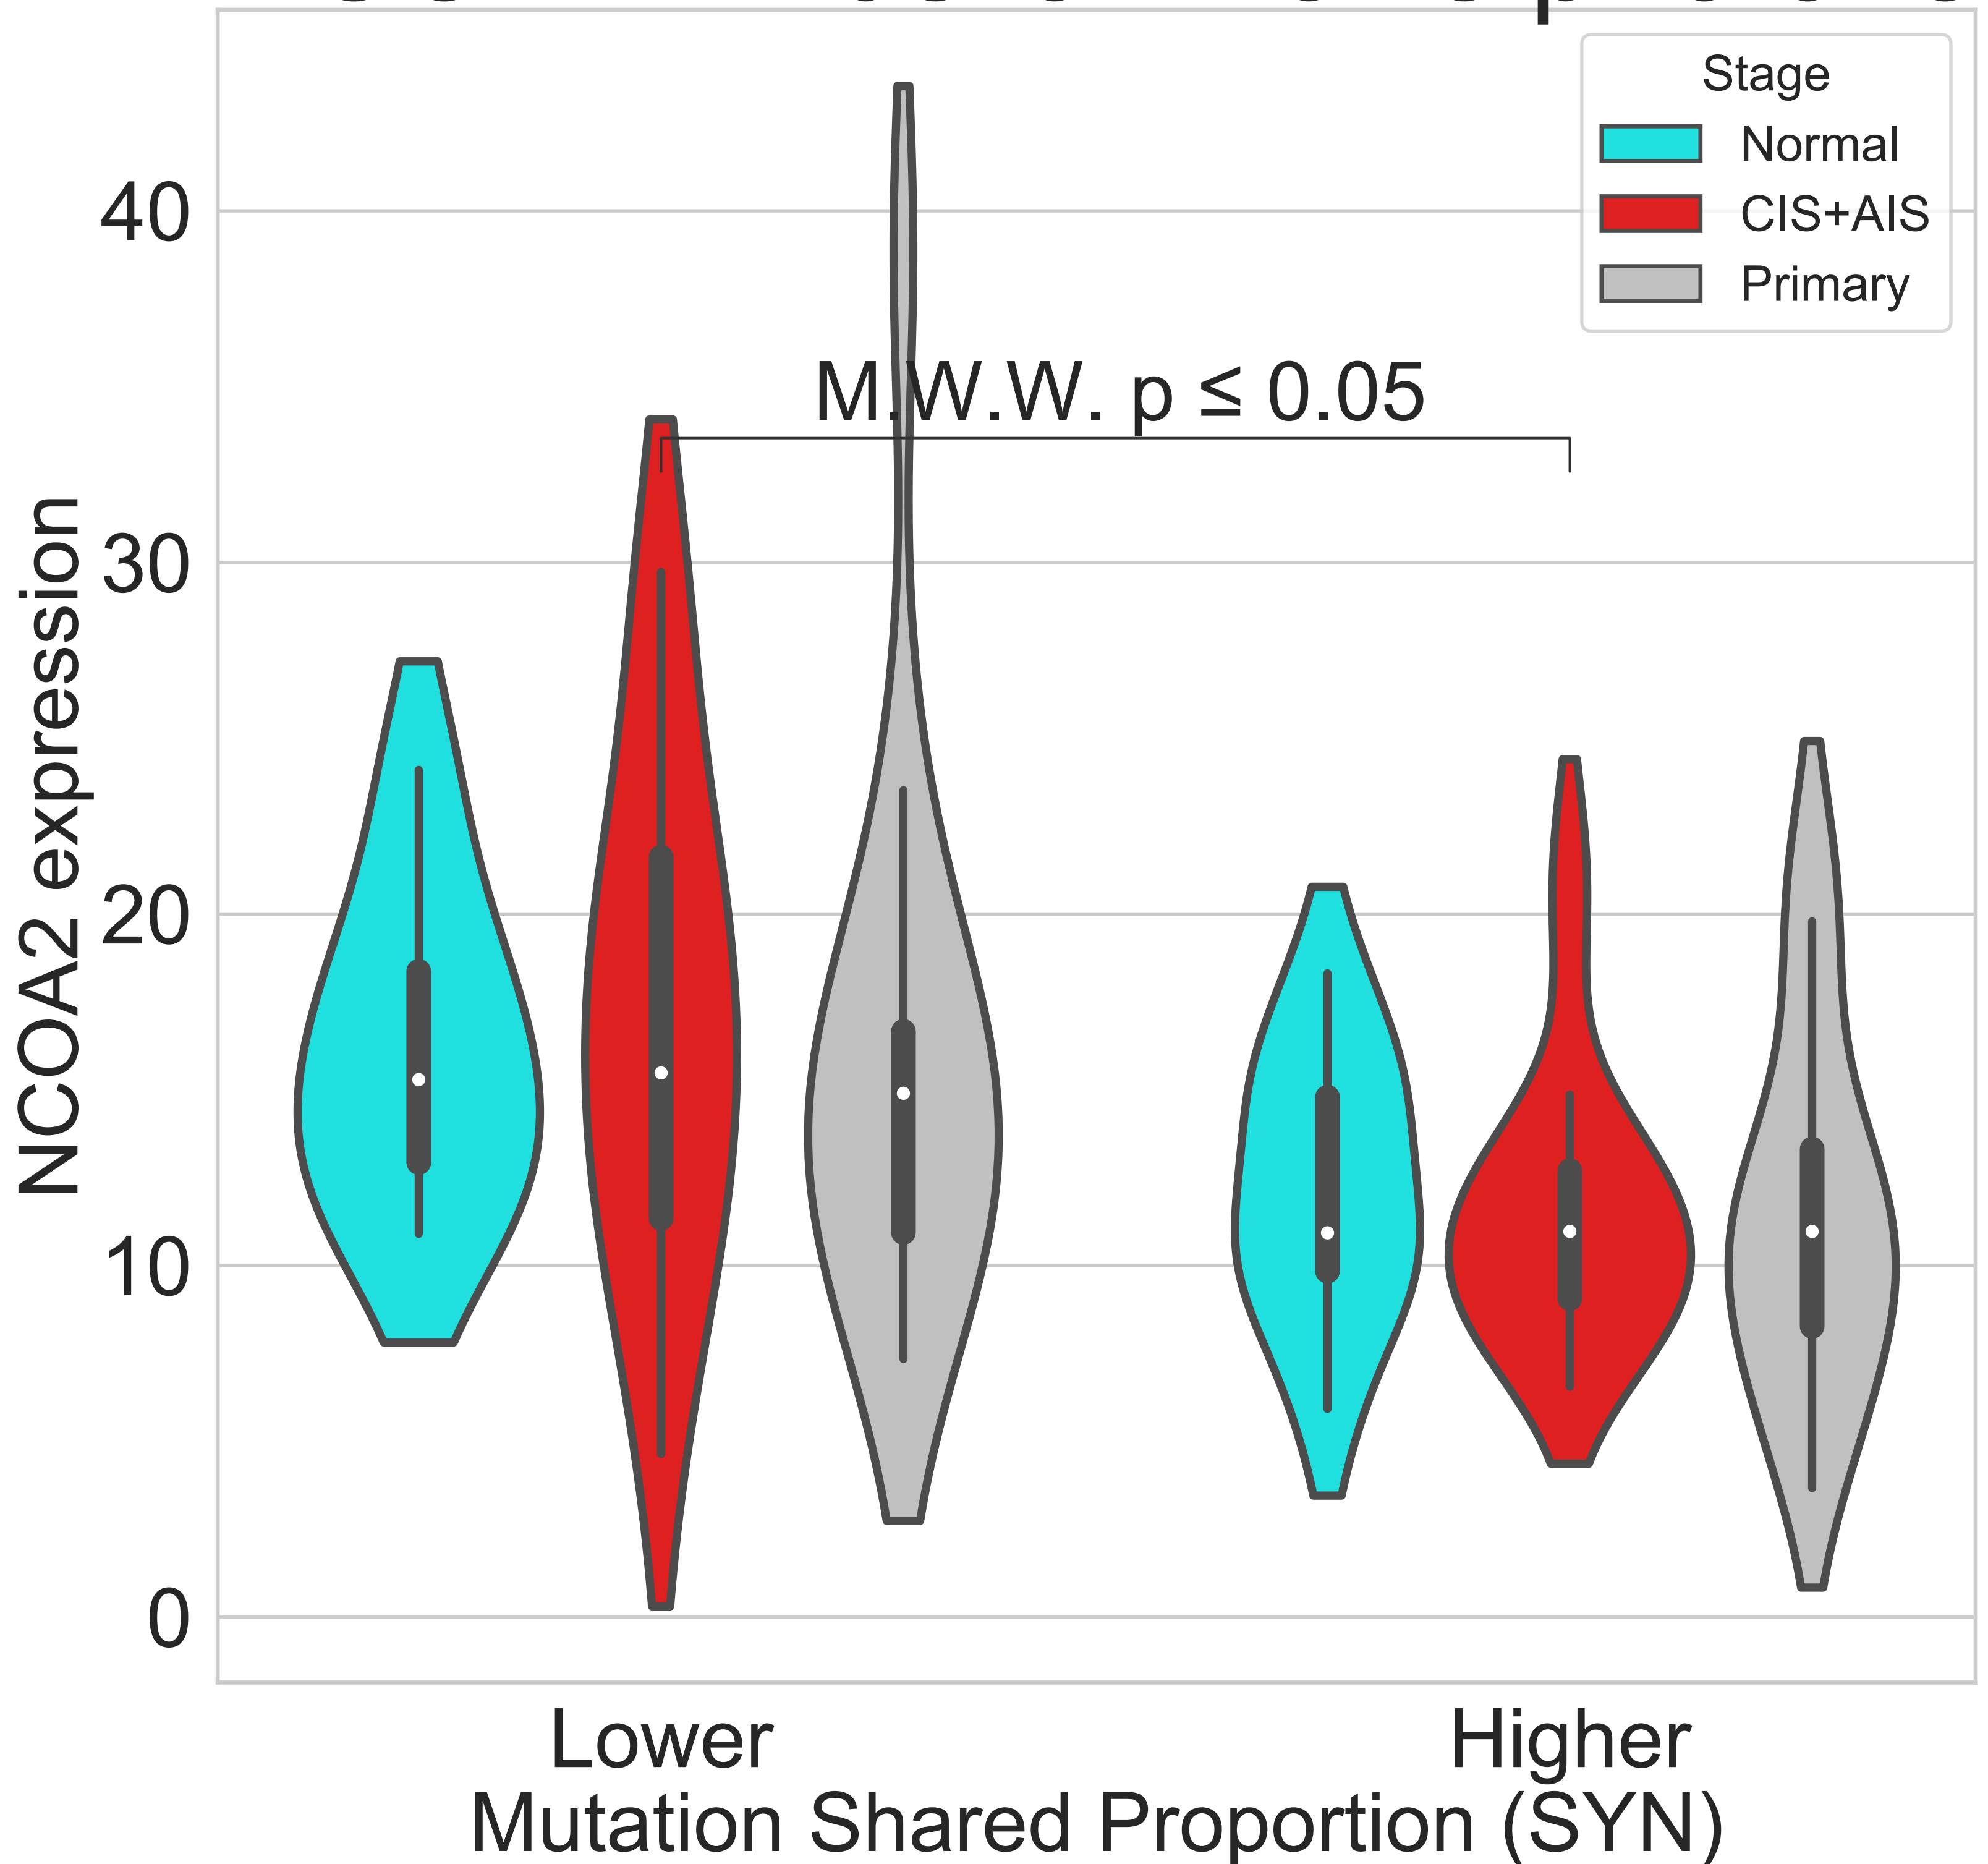 Stage
Normal
CIS+AIS
Primary
40
30
20
10
0
NCOA2 expression
M.W.W. p ≤ 0.05
Lower
Higher
Mutation Shared Proportion (SYN)